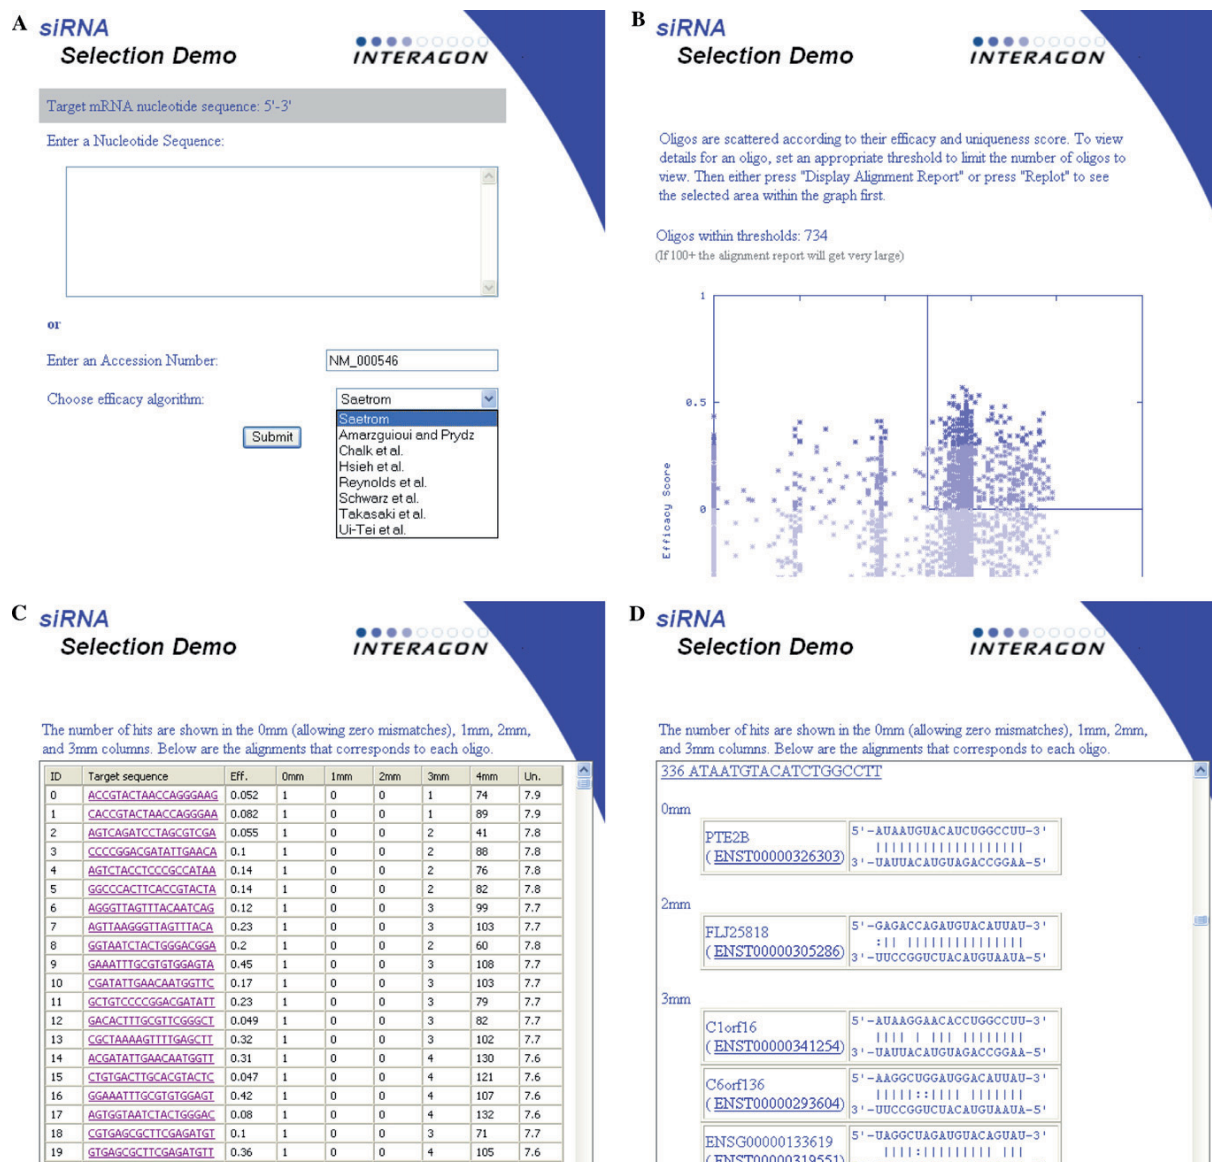 A
siRNA
Selection Demo
INTERAGON
Target mRNA nucleotide sequence: 5'-3'
Enter a Nucleotide Sequence:
or
Enter an Accession Number:
NM_000546
Choose efficacy algorithm:
Saetrom
Saetrom
Amarzguioui and Prydz
Chalk et al.
Hsieh et al.
Reynolds et al.
Schwarz et al.
Takasaki et al.
Ui-Tei et al.
Submit
B
siRNA
Selection Demo
INTERAGON
Oligos are scattered according to their efficacy and uniqueness score. To view
details for an oligo, set an appropriate threshold to limit the number of oligos to
view. Then either press "Display Alignment Report" or press "Replot" to see
the selected area within the graph first.
Oligos within thresholds: 734
(If 100+ the alignment report will get very large)
1
0.5
0
Efficacy Score
C
siRNA
Selection Demo
INTERAGON
The number of hits are shown in the 0mm (allowing zero mismatches), 1mm, 2mm,
and 3mm columns. Below are the alignments that corresponds to each oligo.
ID Target sequence Eff. 0mm 1mm 2mm 3mm 4mm Un.
0 ACCGTACTAACCAGGGAAG 0.052 1 0 0 1 74 7.9
1 CACCGTACTAACCAGGGAA 0.082 1 0 0 1 89 7.9
2 AGTCAGATCCTAGCGTCGA 0.055 1 0 0 2 41 7.8
3 CCCCGGACGATATTGAACA 0.1 1 0 0 2 88 7.8
4 AGTCTACCTCCCGCCATAA 0.14 1 0 0 2 76 7.8
5 GGCCCACTTCACCGTACTA 0.14 1 0 0 2 82 7.8
6 AGGGTTAGTTTACAATCAG 0.12 1 0 0 3 99 7.7
7 AGTTAAGGGTTAGTTTACA 0.23 1 0 0 3 103 7.7
8 GGTAATCTACTGGGACGGA 0.2 1 0 0 2 60 7.8
9 GAAATTTGCGTGTGGAGTA 0.45 1 0 0 3 108 7.7
10 CGATATTGAACAATGGTTC 0.17 1 0 0 3 103 7.7
11 GCTGTCCCCGGACGATATT 0.23 1 0 0 3 79 7.7
12 GACACTTTGCGTTCGGGCT 0.049 1 0 0 3 82 7.7
13 CGCTAAAAGTTTTGAGCTT 0.32 1 0 0 3 102 7.7
14 ACGATATTGAACAATGGTT 0.31 1 0 0 4 130 7.6
15 CTGTGACTTGCACGTACTC 0.047 1 0 0 4 121 7.6
16 GGAAATTTGCGTGTGGAGT 0.42 1 0 0 4 107 7.6
17 AGTGGTAATCTACTGGGAC 0.08 1 0 0 4 132 7.6
18 CGTGAGCGCTTCGAGATGT 0.1 1 0 0 3 71 7.7
19 GTGAGCGCTTCGAGATGTT 0.36 1 0 0 4 105 7.6
D
siRNA
Selection Demo
INTERAGON
The number of hits are shown in the 0mm (allowing zero mismatches), 1mm, 2mm,
and 3mm columns. Below are the alignments that corresponds to each oligo.
336 ATAATGTACATCTGGCCTT
0mm
PTE2B
(ENST00000326303)
5'-AUAAUGUACAUCUGGCCUU-3'
|||||||||||||||||||
3'-UAUUACAUGUAGACCGGAA-5'
2mm
FLJ25818
(ENST00000305286)
5'-GAGACCAGAUGUACAUUAU-3'
:|| |||||||||||||||
3'-UUCCGGUCUACAUGUAAUA-5'
3mm
C1orf16
(ENST00000341254)
5'-AUAAGGAACACCUGGCCUU-3'
|||| | ||| ||||||||
3'-UAUUACAUGUAGACCGGAA-5'
C6orf136
(ENST00000293604)
5'-AAGGCUGGAUGGACAUUAU-3'
|||||::|||| |||||||
3'-UUCCGGUCUACAUGUAAUA-5'
ENSG00000133619
(ENST00000319551)
5'-UAGGCUAGAUGUACAGUAU-3'
||||:|||||||||| |||